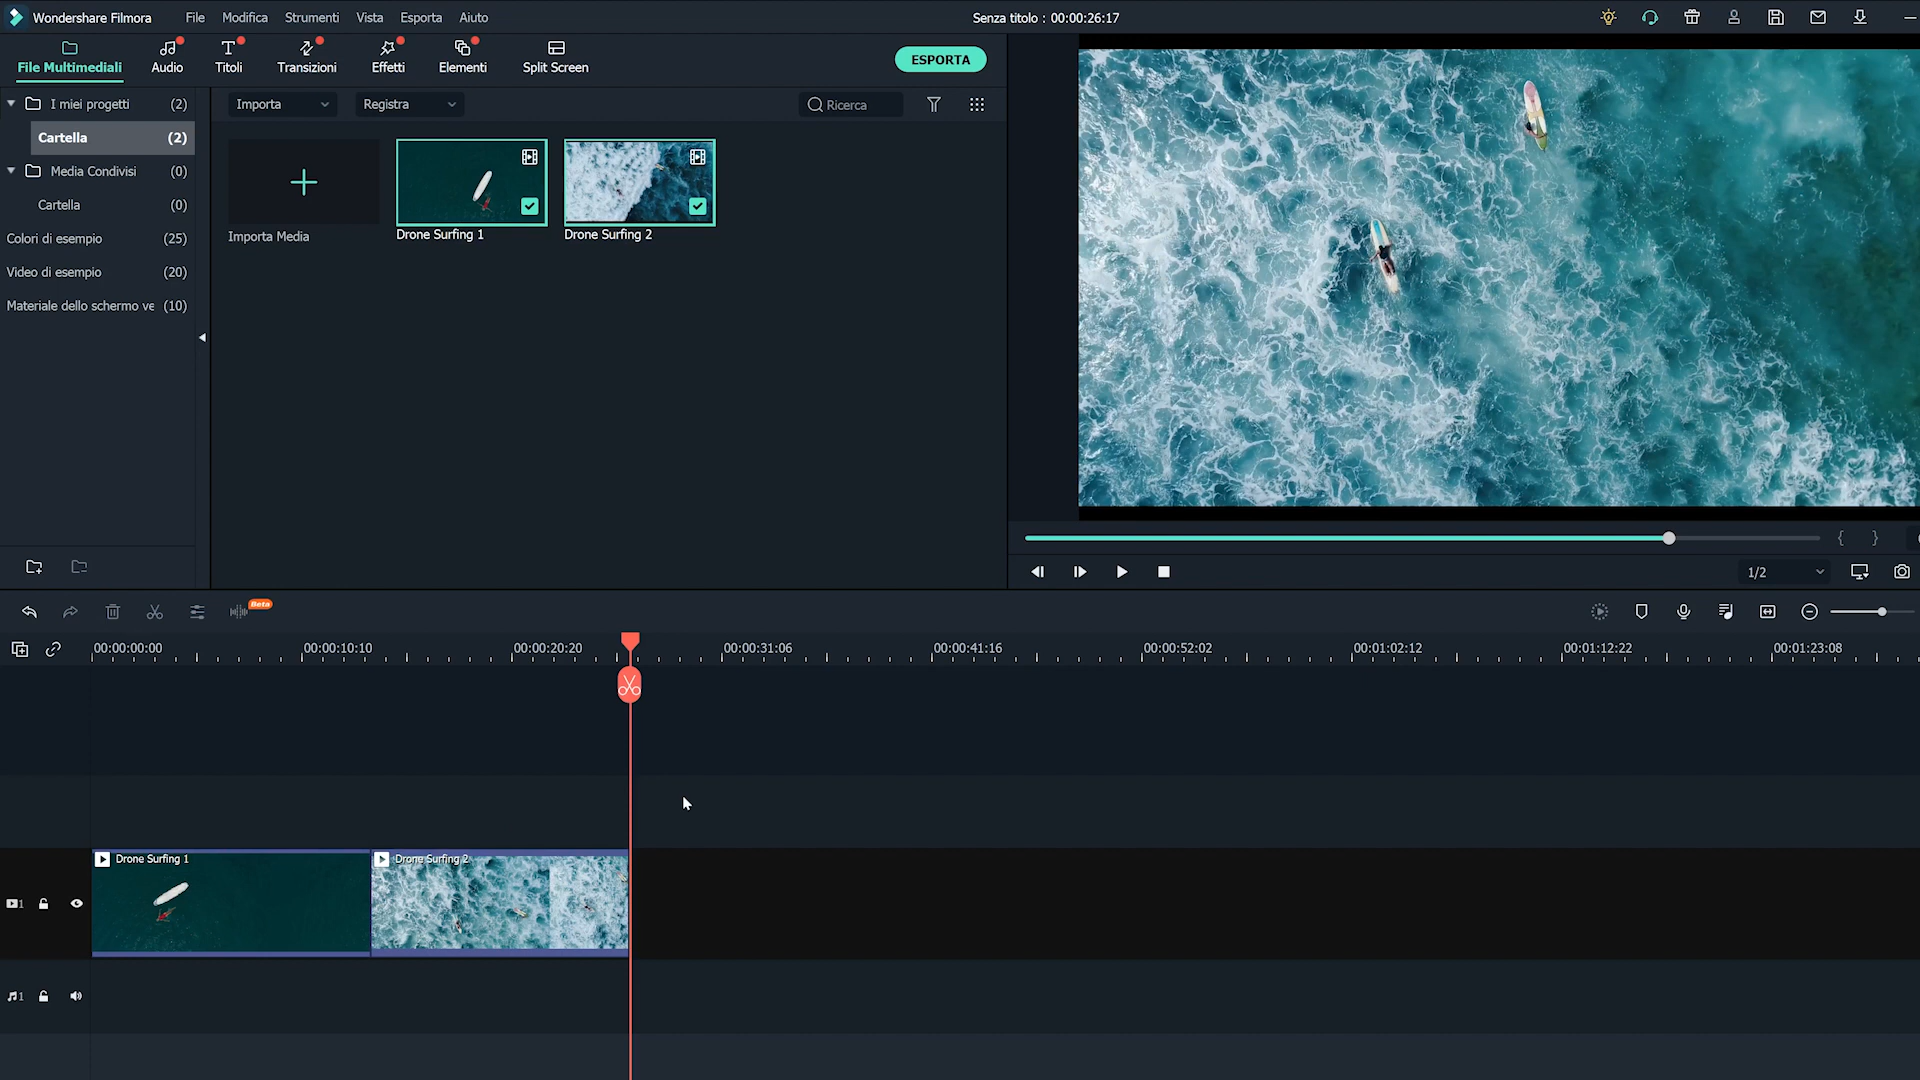 Wondershare Filmora File Modifica Strumenti Vista Esporta Aiuto Senza titolo : 00:00:26:17
File Multimediali Audio Titoli Transizioni Effetti Elementi Split Screen ESPORTA
I miei progetti (2)
Cartella (2)
Media Condivisi (0)
Cartella (0)
Colori di esempio (25)
Video di esempio (20)
Materiale dello schermo ve (10)
Importa Registra Ricerca
Importa Media Drone Surfing 1 Drone Surfing 2
1/2
Beta
00:00:00:00 00:00:10:10 00:00:20:20 00:00:31:06 00:00:41:16 00:00:52:02 00:01:02:12 00:01:12:22 00:01:23:08
Drone Surfing 1 Drone Surfing 2
1
1